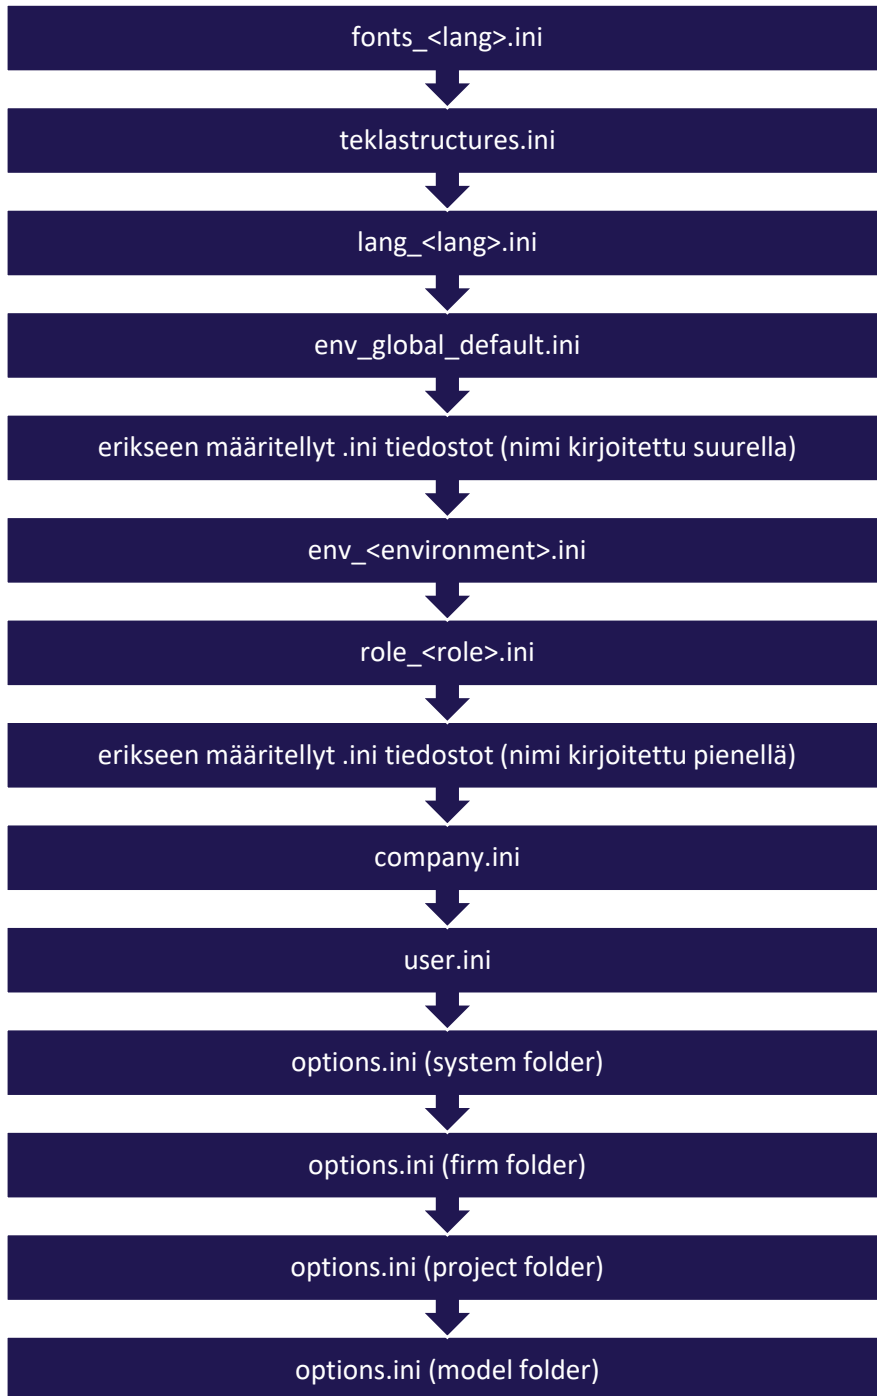 fonts_<lang>.ini
teklastructures.ini
lang_<lang>.ini
env_global_default.ini
erikseen määritellyt .ini tiedostot (nimi kirjoitettu suurella)
env_<environment>.ini
role_<role>.ini
erikseen määritellyt .ini tiedostot (nimi kirjoitettu pienellä)
company.ini
user.ini
options.ini (system folder)
options.ini (firm folder)
options.ini (project folder)
options.ini (model folder)